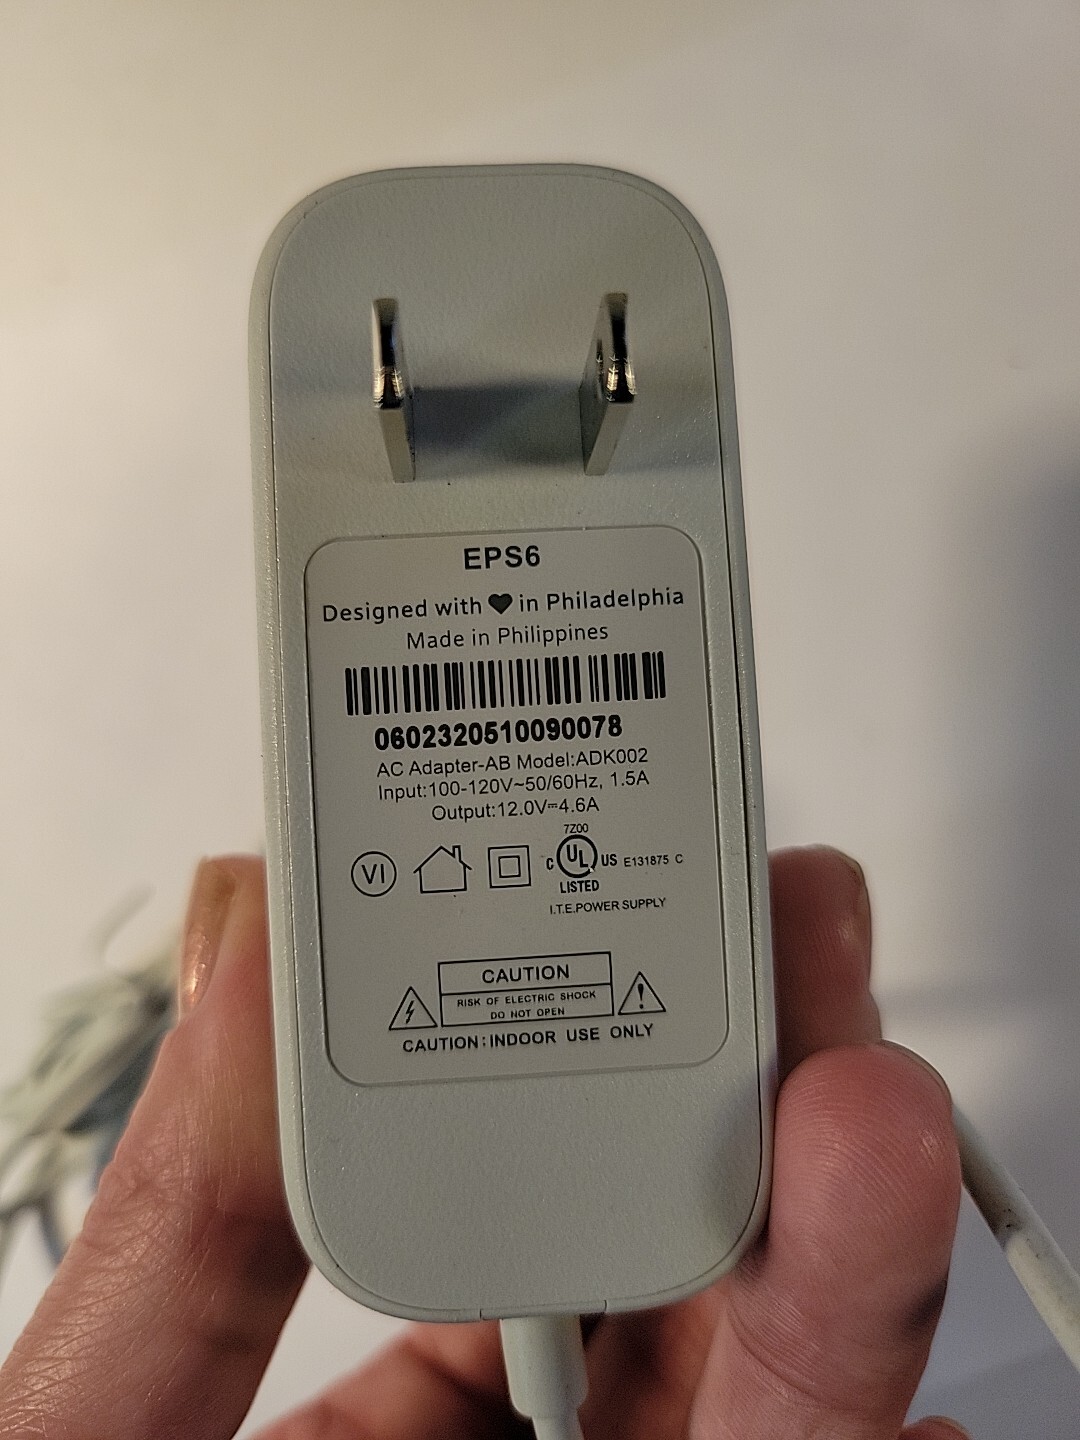 EPS6
Designed with ♥ in Philadelphia
Made in Philippines
0602320510090078
AC Adapter-AB Model:ADK002
Input:100-120V~50/60Hz, 1.5A
Output:12.0V⎓4.6A
7Z00
VI
C UL US E131875 C
LISTED
I.T.E.POWER SUPPLY
CAUTION
RISK OF ELECTRIC SHOCK
DO NOT OPEN
CAUTION:INDOOR USE ONLY